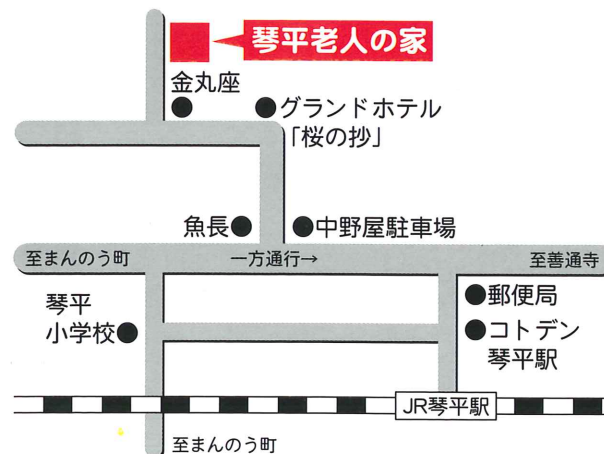 琴平老人の家
金丸座
グランドホテル
「桜の抄」
魚長
中野屋駐車場
至まんのう町
一方通行→
至善通寺
琴平
小学校
郵便局
コトデン
琴平駅
JR琴平駅
至まんのう町